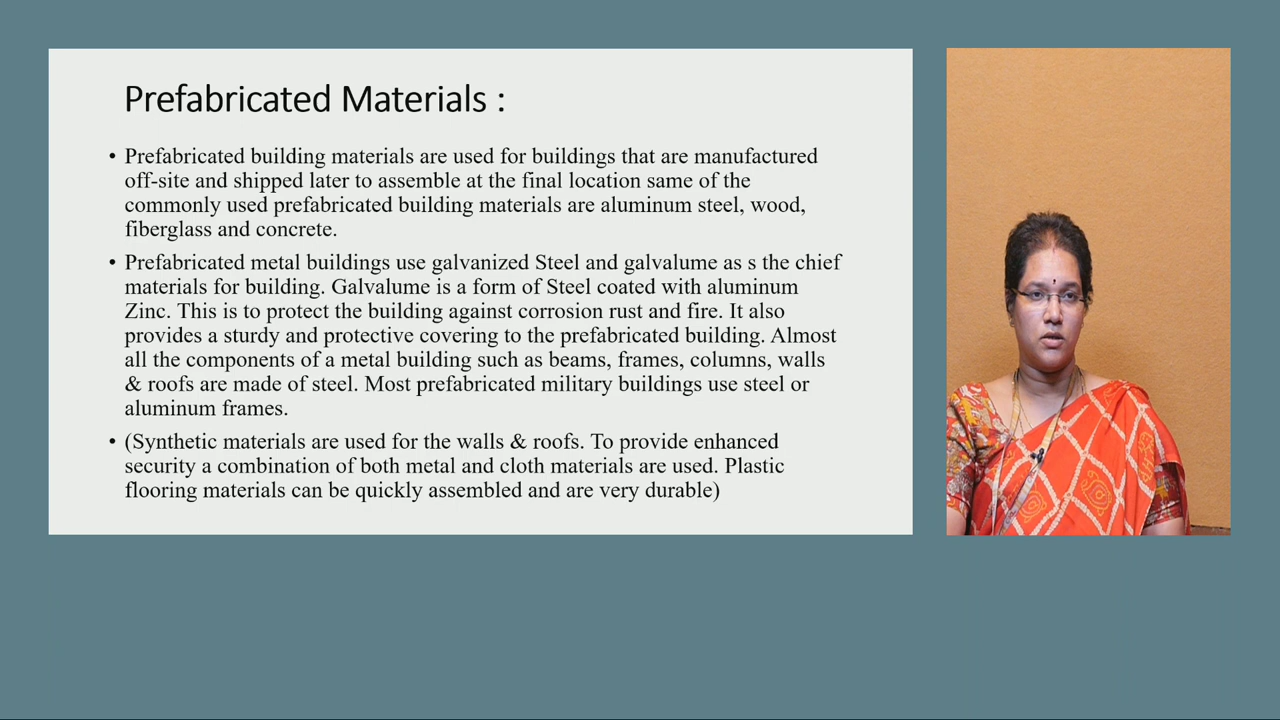 Prefabricated Materials :
• Prefabricated building materials are used for buildings that are manufactured
off-site and shipped later to assemble at the final location same of the
commonly used prefabricated building materials are aluminum steel, wood,
fiberglass and concrete.
• Prefabricated metal buildings use galvanized Steel and galvalume as s the chief
materials for building. Galvalume is a form of Steel coated with aluminum
Zinc. This is to protect the building against corrosion rust and fire. It also
provides a sturdy and protective covering to the prefabricated building. Almost
all the components of a metal building such as beams, frames, columns, walls
& roofs are made of steel. Most prefabricated military buildings use steel or
aluminum frames.
• (Synthetic materials are used for the walls & roofs. To provide enhanced
security a combination of both metal and cloth materials are used. Plastic
flooring materials can be quickly assembled and are very durable)